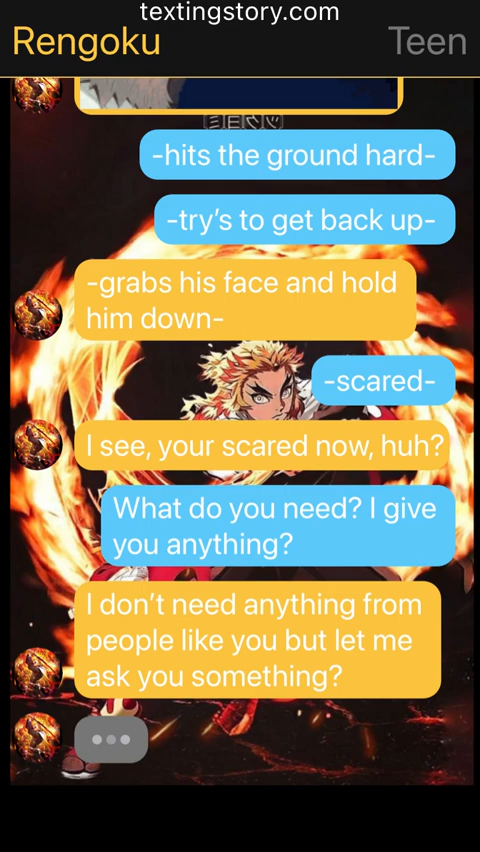 textingstory.com
Rengoku
Teen
-hits the ground hard-
-try's to get back up-
-grabs his face and hold
him down-
-scared-
I see, your scared now, huh?
What do you need? I give
you anything?
I don't need anything from
people like you but let me
ask you something?